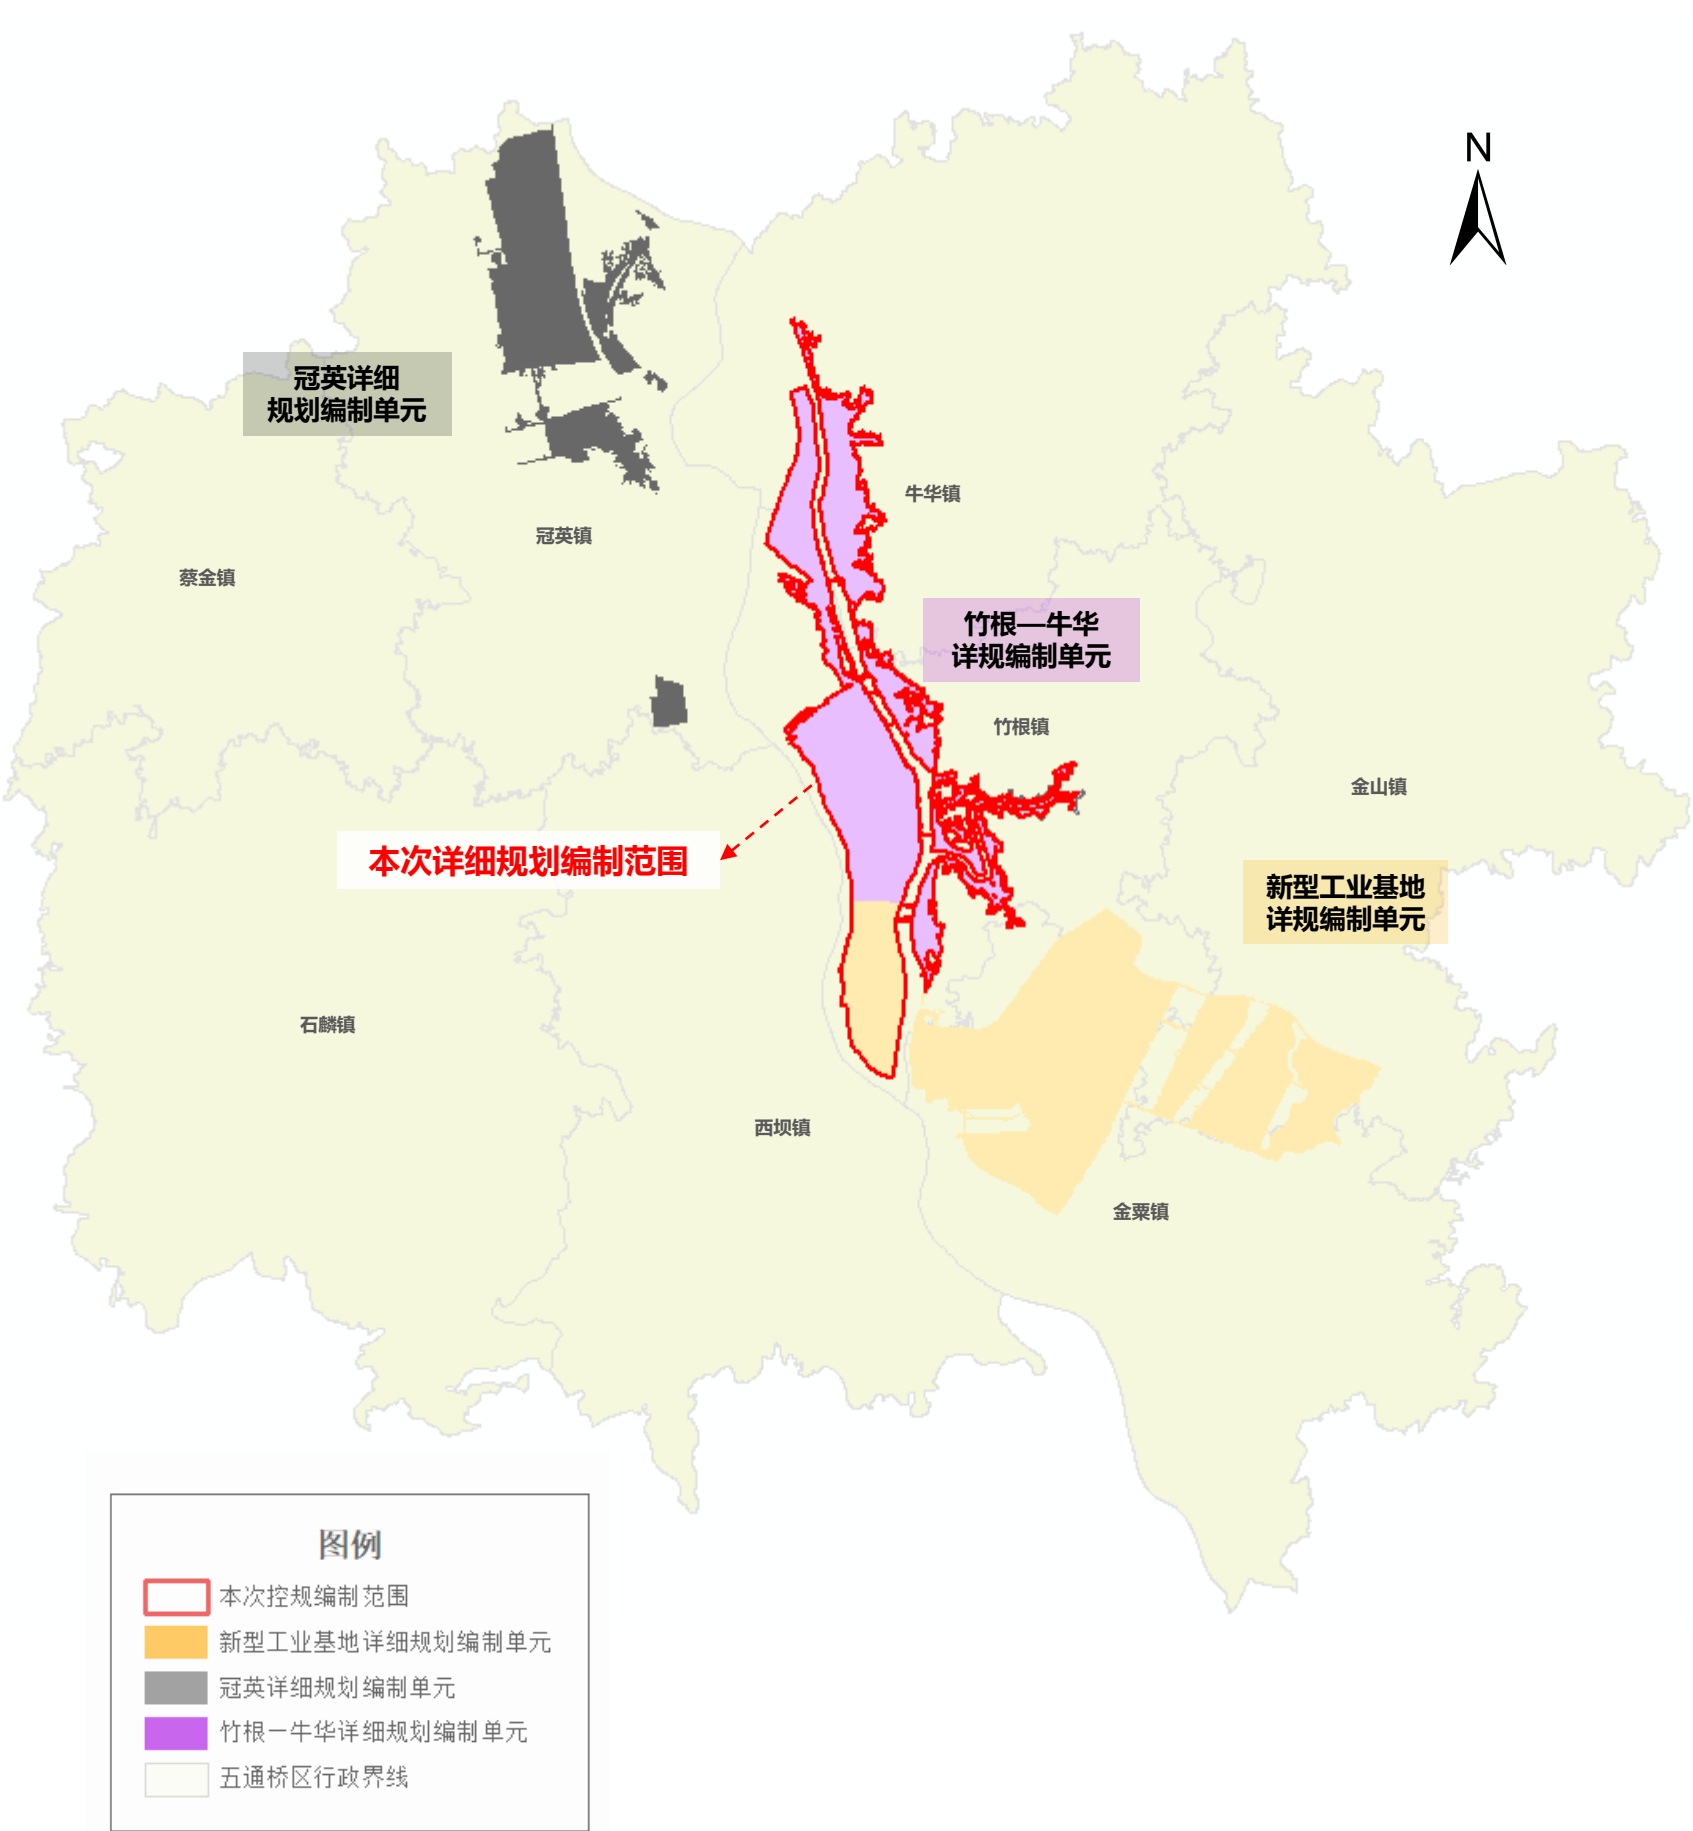 N
冠英详细
规划编制单元
牛华镇
冠英镇
蔡金镇
竹根—牛华
详规编制单元
竹根镇
金山镇
本次详细规划编制范围
新型工业基地
详规编制单元
石麟镇
西坝镇
金粟镇
图例
本次控规编制范围
新型工业基地详细规划编制单元
冠英详细规划编制单元
竹根一牛华详细规划编制单元
五通桥区行政界线